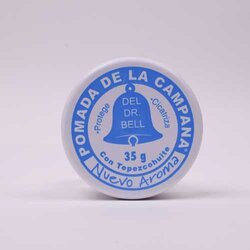 POMADA DE LA CAMPANA
-Protege
DEL
DR.
BELL
-Cicatriza
35 g
Con Tepezcohuite
Nuevo Aroma